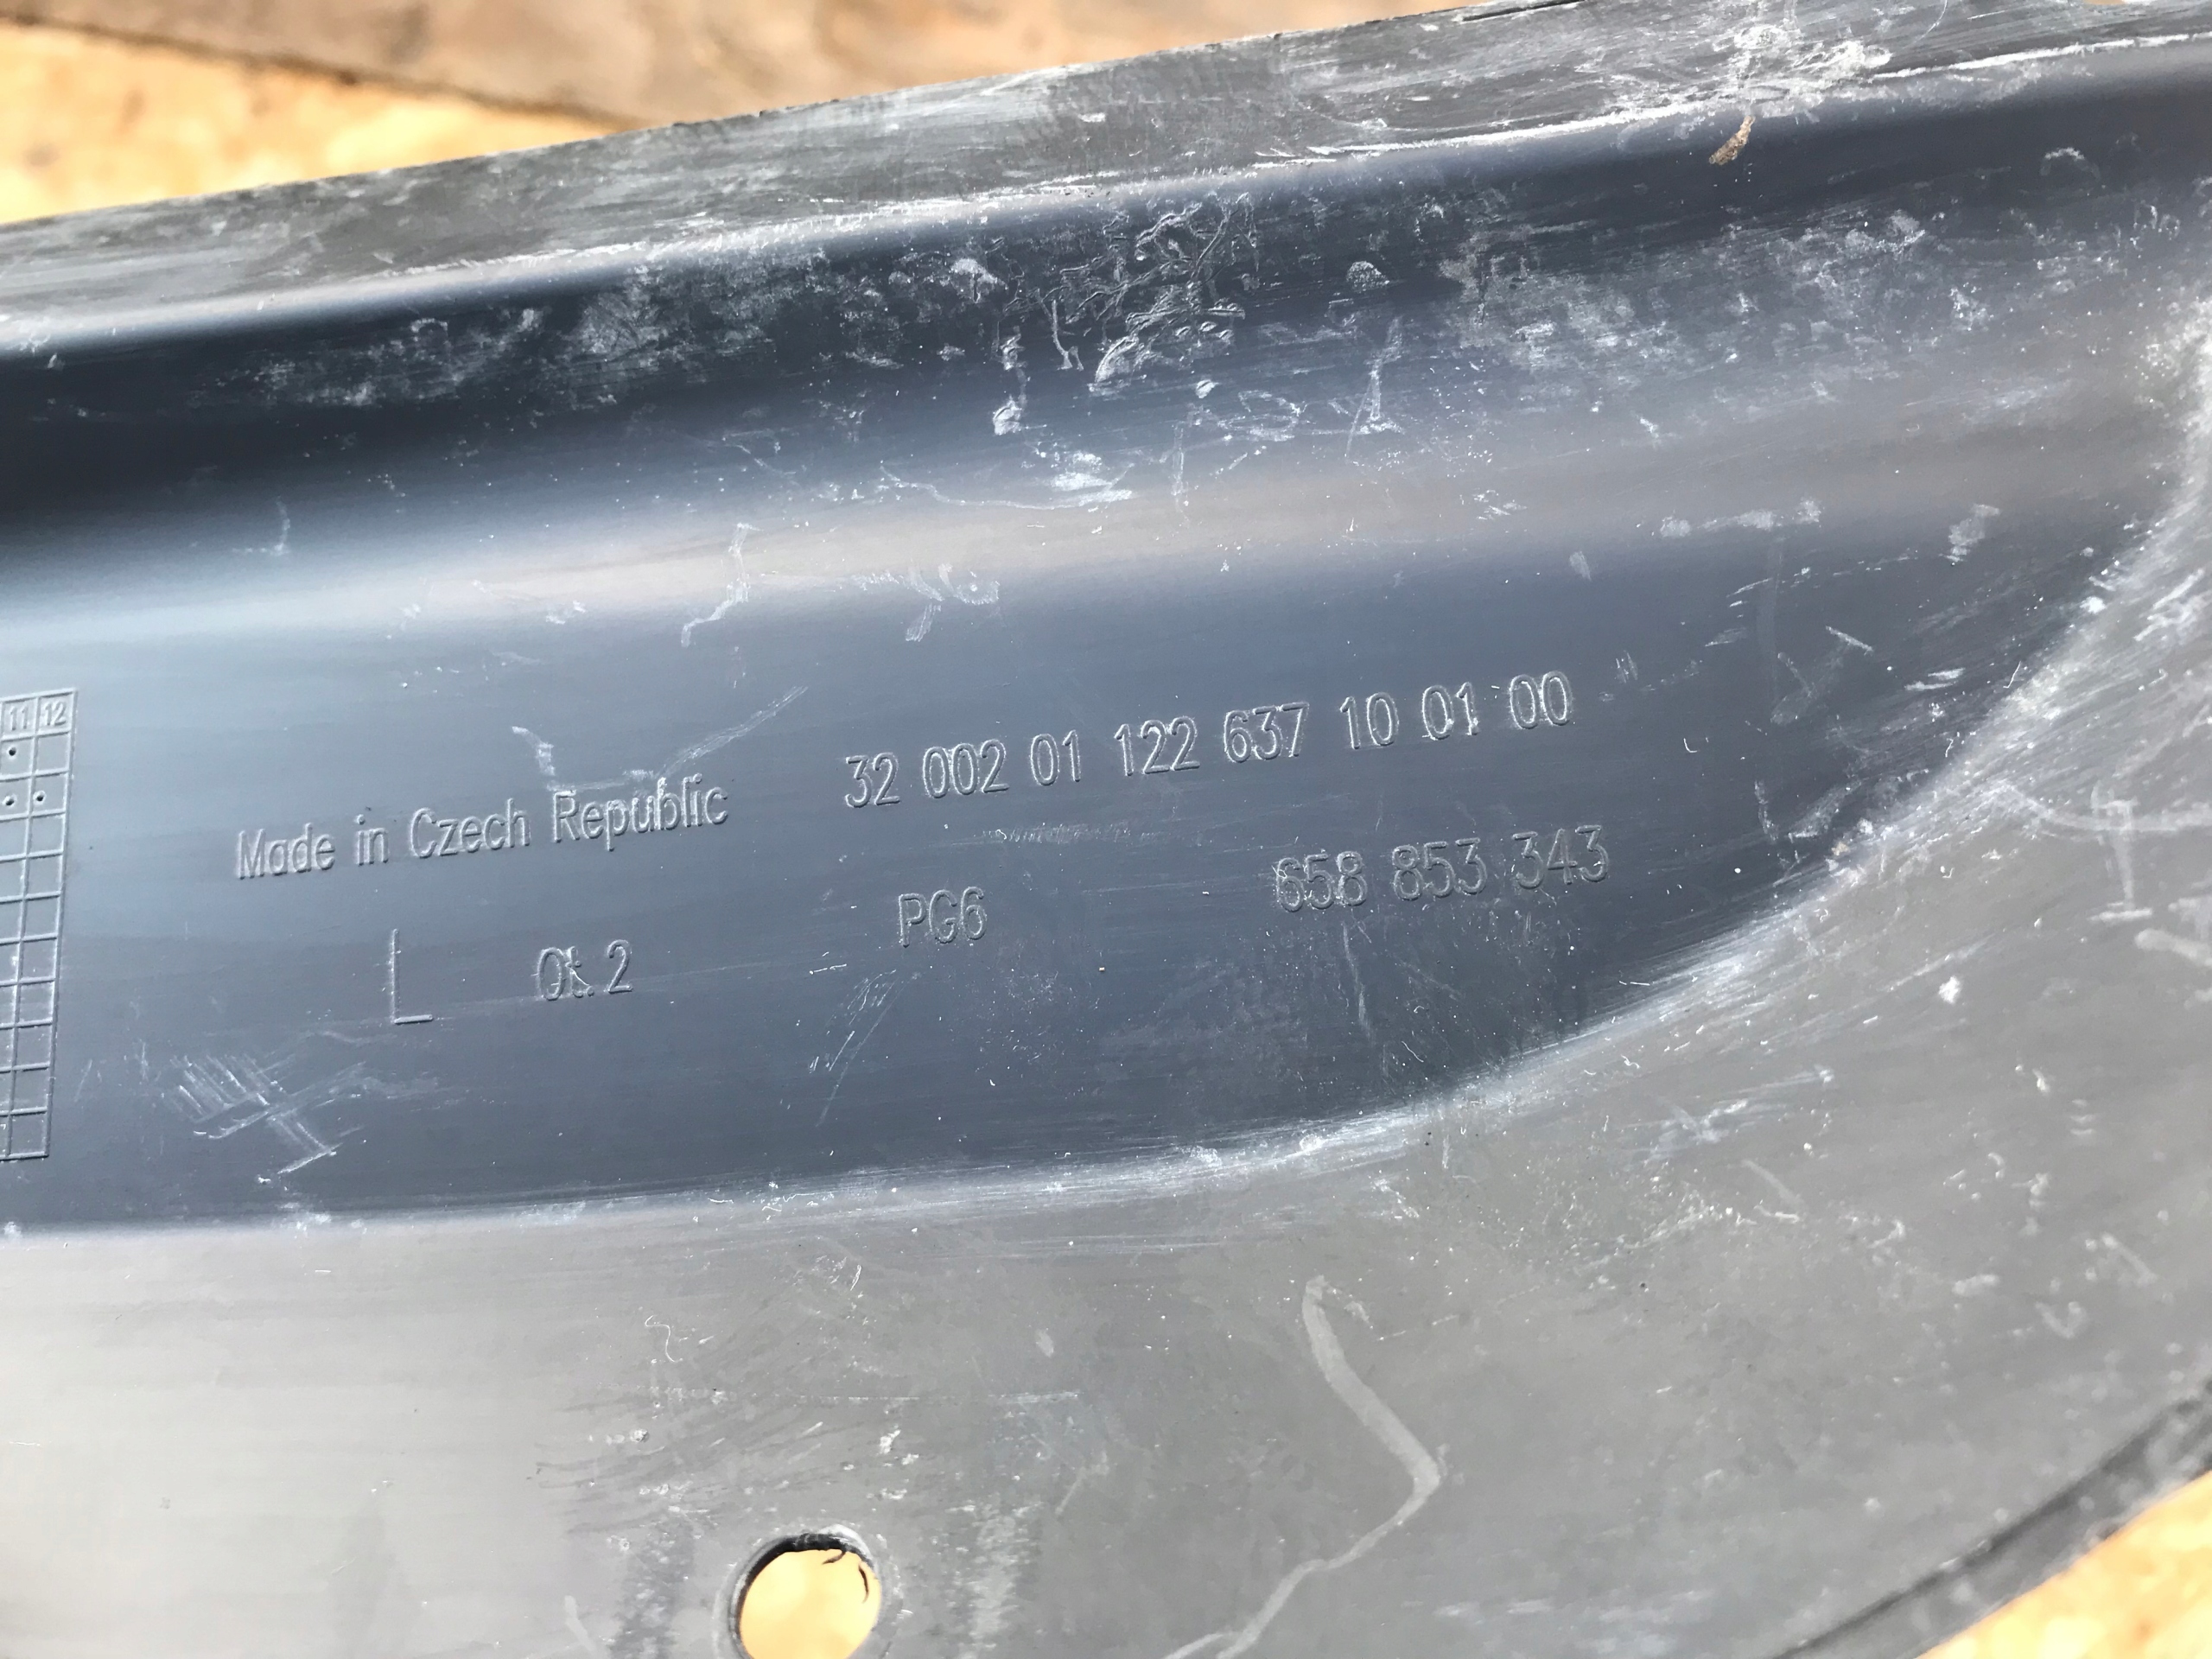 11 12
Made in Czech Republic
32 002 01 122 637 10 01 00
L Ot. 2
PG6
658 853 343